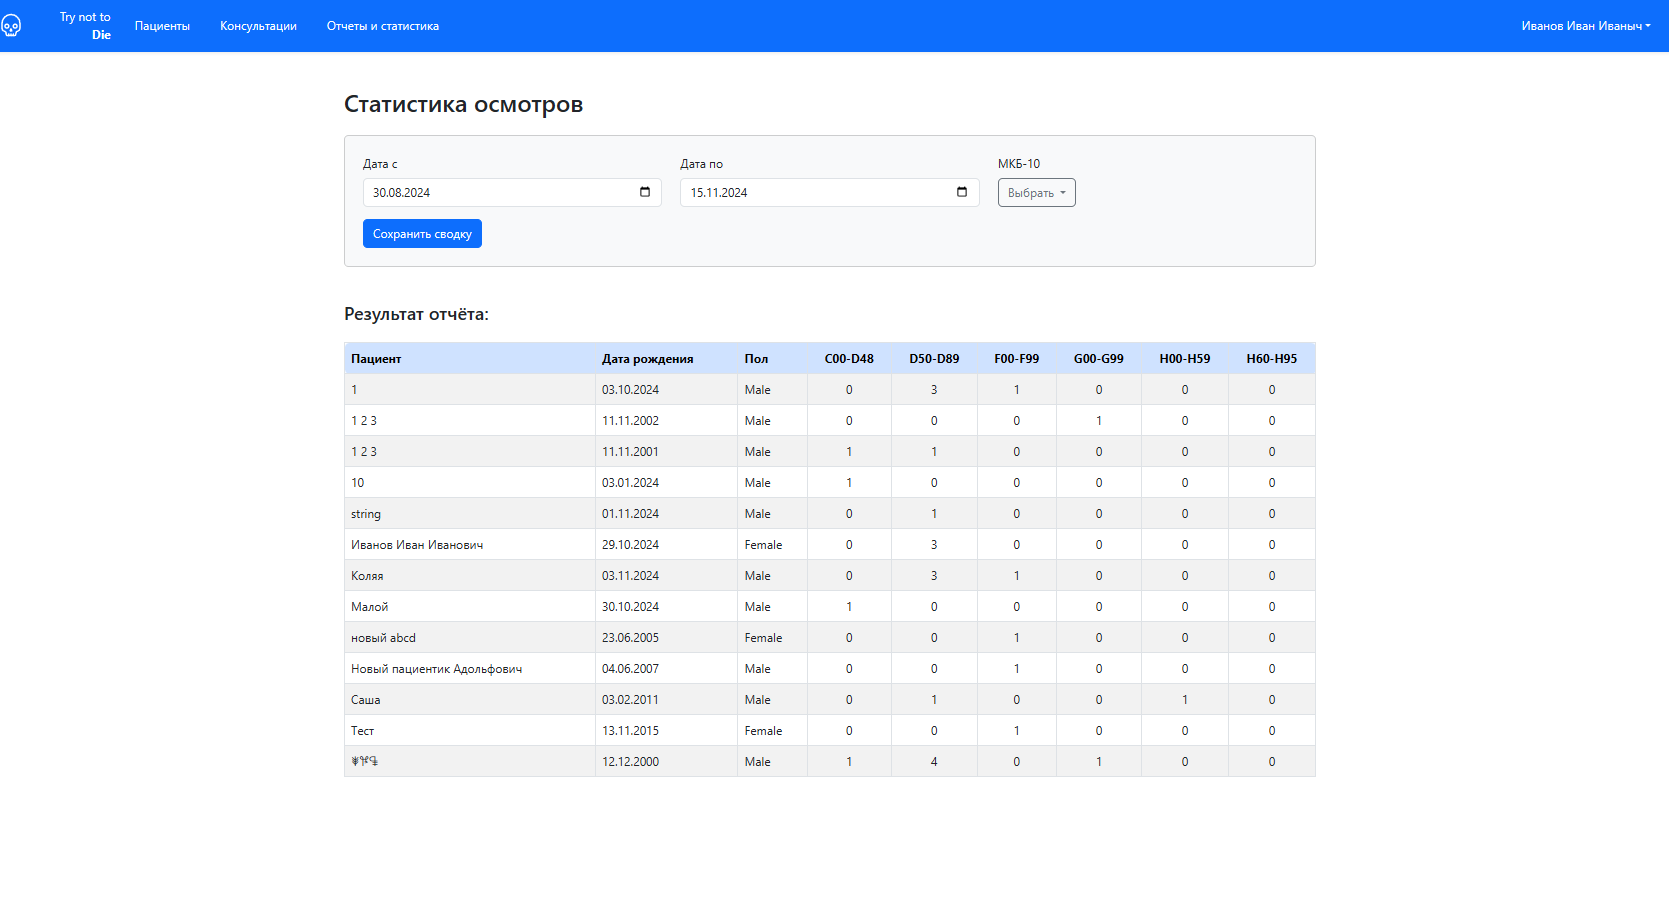 Try not to
Die
Пациенты Консультации Отчеты и статистика Иванов Иван Иваныч
Статистика осмотров
Дата с Дата по МКБ-10
30.08.2024 15.11.2024 Выбрать
Сохранить сводку
Результат отчёта:
Пациент Дата рождения Пол C00-D48 D50-D89 F00-F99 G00-G99 H00-H59 H60-H95
1 03.10.2024 Male 0 3 1 0 0 0
1 2 3 11.11.2002 Male 0 0 0 1 0 0
1 2 3 11.11.2001 Male 1 1 0 0 0 0
10 03.01.2024 Male 1 0 0 0 0 0
string 01.11.2024 Male 0 1 0 0 0 0
Иванов Иван Иванович 29.10.2024 Female 0 3 0 0 0 0
Коляя 03.11.2024 Male 0 3 1 0 0 0
Малой 30.10.2024 Male 1 0 0 0 0 0
новый abcd 23.06.2005 Female 0 0 1 0 0 0
Новый пациентик Адольфович 04.06.2007 Male 0 0 1 0 0 0
Саша 03.02.2011 Male 0 1 0 0 1 0
Тест 13.11.2015 Female 0 0 1 0 0 0
12.12.2000 Male 1 4 0 1 0 0